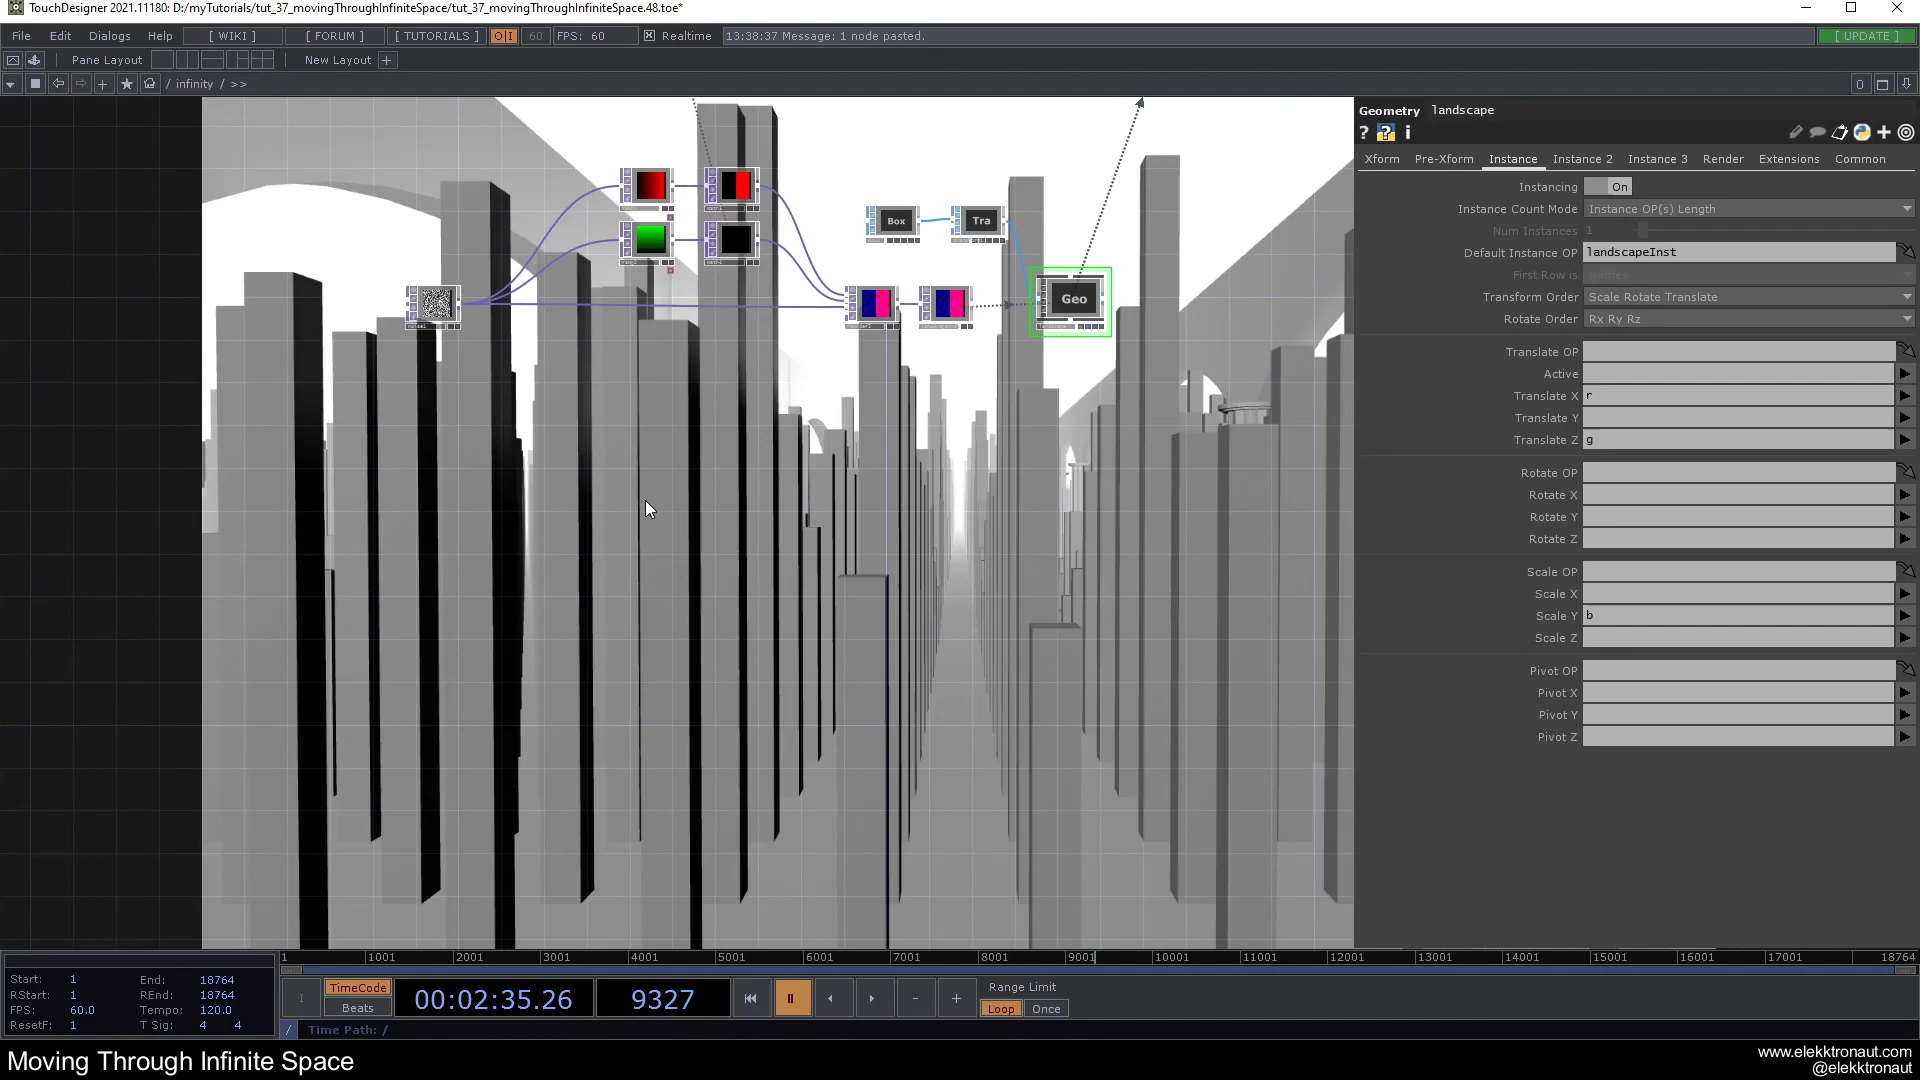 TouchDesigner 2021.11180: D:/myTutorials/tut_37_movingThroughInfiniteSpace/tut_37_movingThroughInfiniteSpace.48.toe*
File Edit Dialogs Help [ WIKI ] [ FORUM ] [ TUTORIALS ] O|I 60 FPS: 60 Realtime 13:38:37 Message: 1 node pasted. [ UPDATE ]
Pane Layout New Layout +
/ infinity / >> 0
Geometry landscape
? ? i
Xform Pre-Xform Instance Instance 2 Instance 3 Render Extensions Common
Instancing On
Instance Count Mode Instance OP(s) Length
Num Instances 1
Default Instance OP landscapeInst
First Row is Names
Transform Order Scale Rotate Translate
Rotate Order Rx Ry Rz
Translate OP
Active
Translate X r
Translate Y
Translate Z g
Rotate OP
Rotate X
Rotate Y
Rotate Z
Scale OP
Scale X
Scale Y b
Scale Z
Pivot OP
Pivot X
Pivot Y
Pivot Z
Box Tra
Geo
noise1
1 1001 2001 3001 4001 5001 6001 7001 8001 9001 10001 11001 12001 13001 14001 15001 16001 17001 18764
Start: 1 End: 18764
RStart: 1 REnd: 18764
FPS: 60.0 Tempo: 120.0
ResetF: 1 T Sig: 4 4
I TimeCode Beats 00:02:35.26 9327 - + Range Limit
Loop Once
/ Time Path: /
Moving Through Infinite Space
www.elekktronaut.com
@elekktronaut